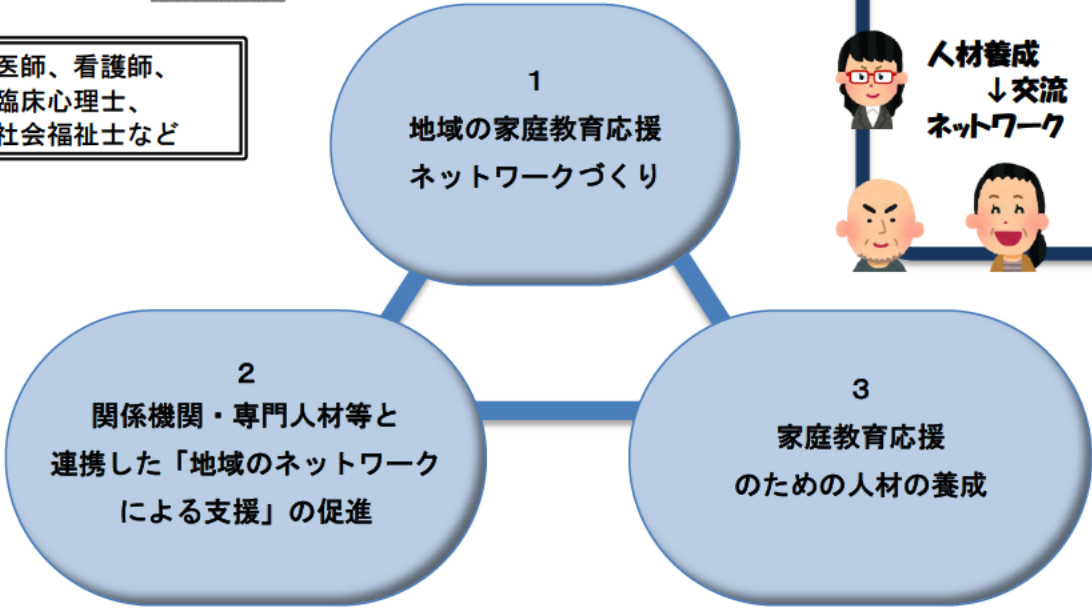 医師、看護師、
臨床心理士、
社会福祉士など
人材養成
↓交流
ネットワーク
1
地域の家庭教育応援
ネットワークづくり
2
関係機関・専門人材等と
連携した「地域のネットワーク
による支援」の促進
3
家庭教育応援
のための人材の養成